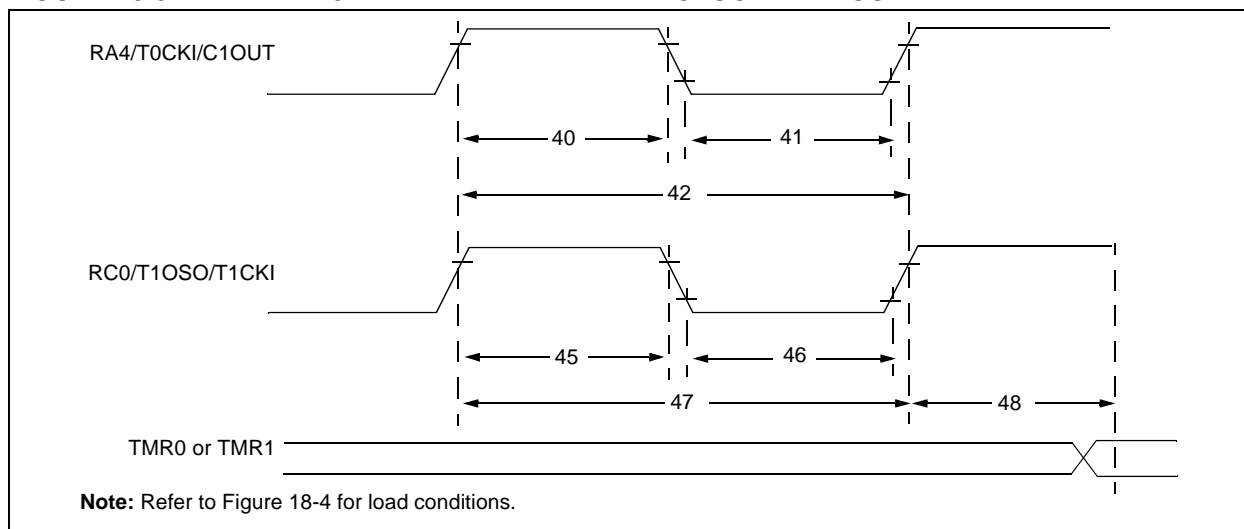 RA4/T0CKI/C1OUT
40
41
42
RC0/T1OSO/T1CKI
45
46
47
48
TMR0 or TMR1
Note: Refer to Figure 18-4 for load conditions.